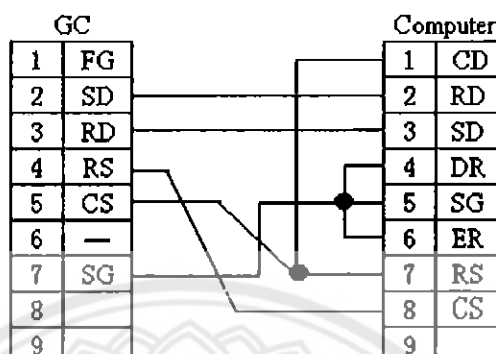 GC Computer
1 FG 1 CD
2 SD 2 RD
3 RD 3 SD
4 RS 4 DR
5 CS 5 SG
6 — 6 ER
7 SG 7 RS
8 8 CS
9 9